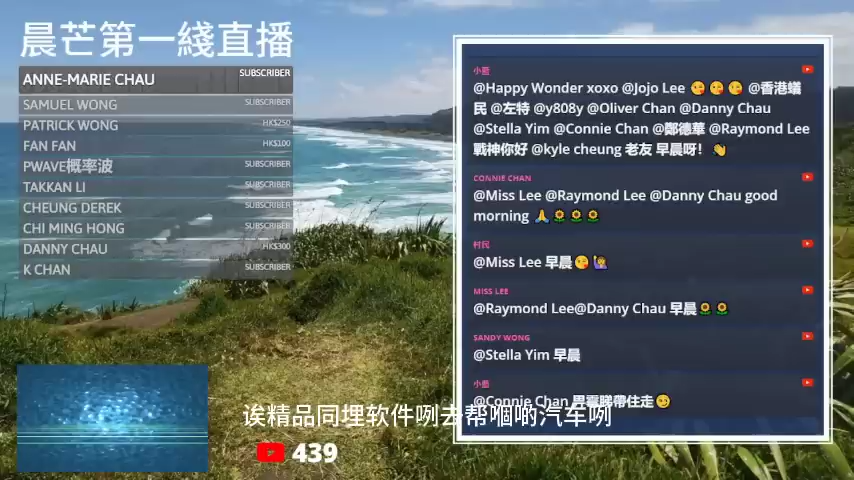 晨芒第一綫直播
ANNE-MARIE CHAU SUBSCRIBER
SAMUEL WONG SUBSCRIBER
PATRICK WONG HK$250
FAN FAN HK$100
PWAVE概率波 SUBSCRIBER
TAKKAN LI SUBSCRIBER
CHEUNG DEREK SUBSCRIBER
CHI MING HONG SUBSCRIBER
DANNY CHAU HK$300
K CHAN SUBSCRIBER
小藍
@Happy Wonder xoxo @Jojo Lee 😘😘😘 @香港蟻
民 @左特 @y808y @Oliver Chan @Danny Chau
@Stella Yim @Connie Chan @鄭德華 @Raymond Lee
戰神你好 @kyle cheung 老友 早晨呀! 👏
CONNIE CHAN
@Miss Lee @Raymond Lee @Danny Chau good
morning 🙏🌻🌻🌻
村民
@Miss Lee 早晨😘🙋
MISS LEE
@Raymond Lee@Danny Chau 早晨🌻🌻
SANDY WONG
@Stella Yim 早晨
小藍
@Connie Chan 睇帶住走
诶精品同埋软件咧去帮嗰啲汽车咧
439